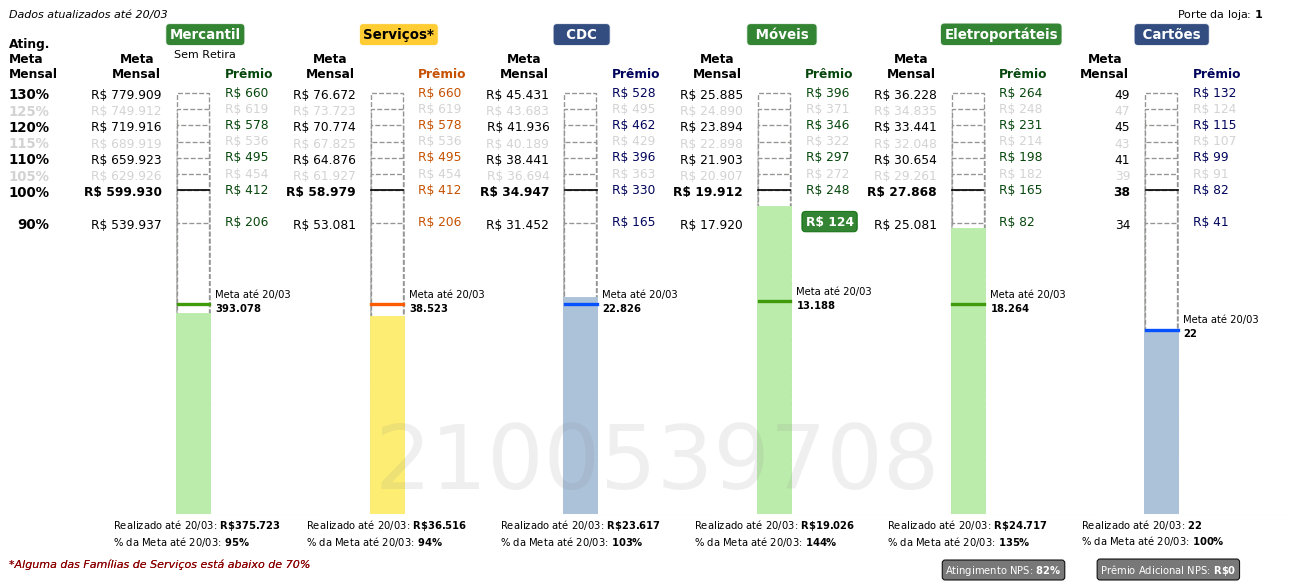 Dados atualizados até 20/03 Porte da loja: 1
Mercantil Serviços* CDC Móveis Eletroportáteis Cartões
Sem Retira
Ating. Meta Mensal Meta Mensal Prêmio Meta Mensal Prêmio Meta Mensal Prêmio Meta Mensal Prêmio Meta Mensal Prêmio Meta Mensal Prêmio
130% R$ 779.909 R$ 660 R$ 76.672 R$ 660 R$ 45.431 R$ 528 R$ 25.885 R$ 396 R$ 36.228 R$ 264 49 R$ 132
125% R$ 749.912 R$ 619 R$ 73.723 R$ 619 R$ 43.683 R$ 495 R$ 24.890 R$ 371 R$ 34.835 R$ 248 47 R$ 124
120% R$ 719.916 R$ 578 R$ 70.774 R$ 578 R$ 41.936 R$ 462 R$ 23.894 R$ 346 R$ 33.441 R$ 231 45 R$ 115
115% R$ 689.919 R$ 536 R$ 67.825 R$ 536 R$ 40.189 R$ 429 R$ 22.898 R$ 322 R$ 32.048 R$ 214 43 R$ 107
110% R$ 659.923 R$ 495 R$ 64.876 R$ 495 R$ 38.441 R$ 396 R$ 21.903 R$ 297 R$ 30.654 R$ 198 41 R$ 99
105% R$ 629.926 R$ 454 R$ 61.927 R$ 454 R$ 36.694 R$ 363 R$ 20.907 R$ 272 R$ 29.261 R$ 182 39 R$ 91
100% R$ 599.930 R$ 412 R$ 58.979 R$ 412 R$ 34.947 R$ 330 R$ 19.912 R$ 248 R$ 27.868 R$ 165 38 R$ 82
90% R$ 539.937 R$ 206 R$ 53.081 R$ 206 R$ 31.452 R$ 165 R$ 17.920 R$ 124 R$ 25.081 R$ 82 34 R$ 41
Meta até 20/03 Meta até 20/03 Meta até 20/03 Meta até 20/03 Meta até 20/03 Meta até 20/03
393.078 38.523 22.826 13.188 18.264 22
2100539708
Realizado até 20/03: R$375.723 Realizado até 20/03: R$36.516 Realizado até 20/03: R$23.617 Realizado até 20/03: R$19.026 Realizado até 20/03: R$24.717 Realizado até 20/03: 22
% da Meta até 20/03: 95% % da Meta até 20/03: 94% % da Meta até 20/03: 103% % da Meta até 20/03: 144% % da Meta até 20/03: 135% % da Meta até 20/03: 100%
*Alguma das Famílias de Serviços está abaixo de 70% Atingimento NPS: 82% Prêmio Adicional NPS: R$0